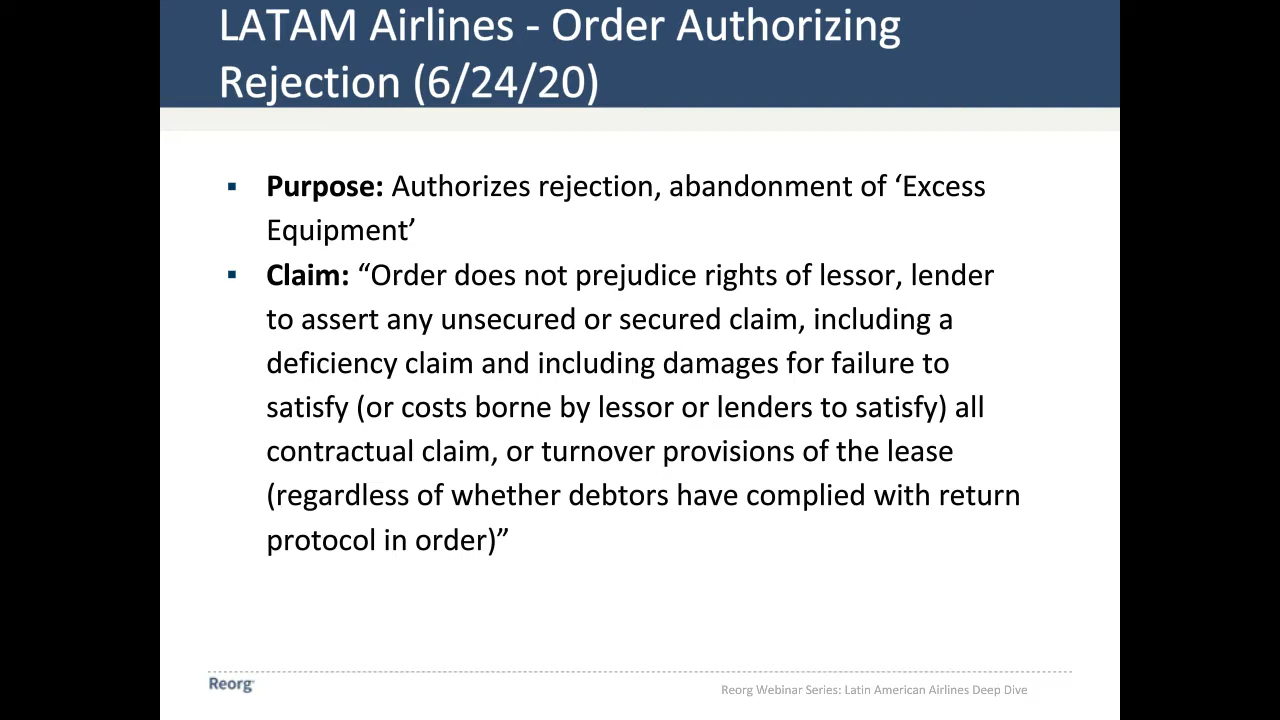 LATAM Airlines - Order Authorizing
Rejection (6/24/20)
▪ Purpose: Authorizes rejection, abandonment of ‘Excess
Equipment’
▪ Claim: “Order does not prejudice rights of lessor, lender
to assert any unsecured or secured claim, including a
deficiency claim and including damages for failure to
satisfy (or costs borne by lessor or lenders to satisfy) all
contractual claim, or turnover provisions of the lease
(regardless of whether debtors have complied with return
protocol in order)”
Reorg
Reorg Webinar Series: Latin American Airlines Deep Dive